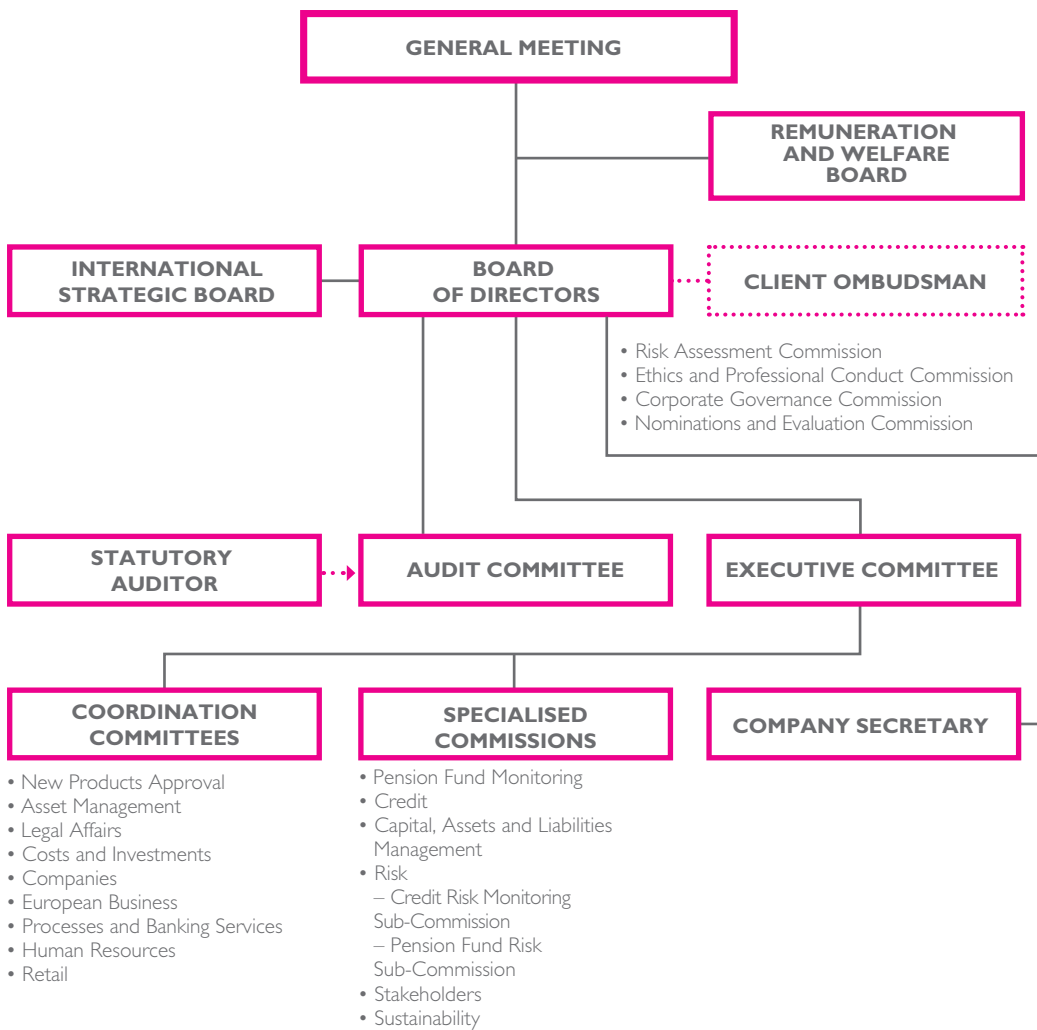 GENERAL MEETING
REMUNERATION
AND WELFARE
BOARD
INTERNATIONAL
STRATEGIC BOARD
BOARD
OF DIRECTORS
CLIENT OMBUDSMAN
• Risk Assessment Commission
• Ethics and Professional Conduct Commission
• Corporate Governance Commission
• Nominations and Evaluation Commission
STATUTORY
AUDITOR
AUDIT COMMITTEE
EXECUTIVE COMMITTEE
COORDINATION
COMMITTEES
SPECIALISED
COMMISSIONS
COMPANY SECRETARY
• New Products Approval
• Asset Management
• Legal Affairs
• Costs and Investments
• Companies
• European Business
• Processes and Banking Services
• Human Resources
• Retail
• Pension Fund Monitoring
• Credit
• Capital, Assets and Liabilities
Management
• Risk
– Credit Risk Monitoring
Sub-Commission
– Pension Fund Risk
Sub-Commission
• Stakeholders
• Sustainability